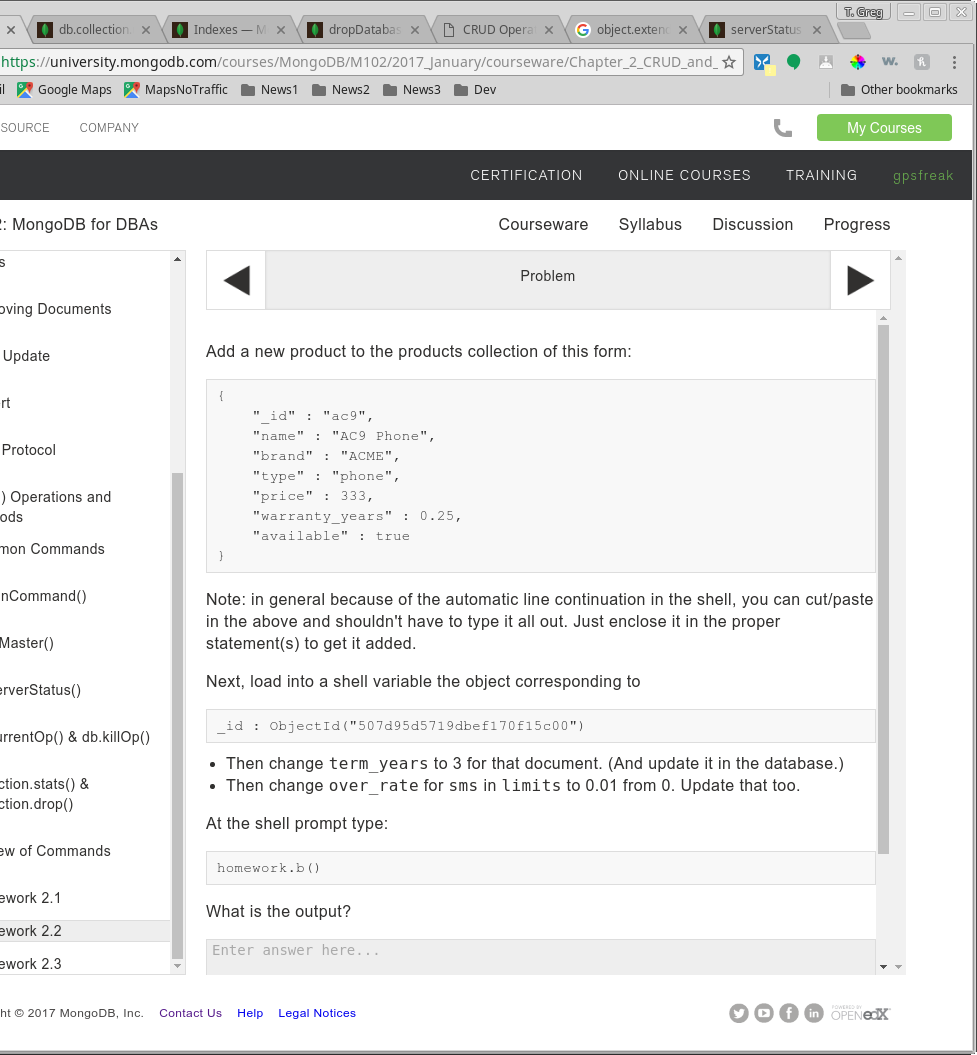 T. Greg
db.collection.
Indexes — M
dropDatabas
CRUD Opera
object.exten
serverStatus
https://university.mongodb.com/courses/MongoDB/M102/2017_January/courseware/Chapter_2_CRUD_and_
il
Google Maps
MapsNoTraffic
News1
News2
News3
Dev
Other bookmarks
SOURCE
COMPANY
My Courses
CERTIFICATION
ONLINE COURSES
TRAINING
gpsfreak
2: MongoDB for DBAs
Courseware
Syllabus
Discussion
Progress
s
oving Documents
Update
rt
Protocol
) Operations and
ods
mon Commands
nCommand()
Master()
erverStatus()
urrentOp() & db.killOp()
ction.stats() &
ction.drop()
ew of Commands
ework 2.1
ework 2.2
ework 2.3
Problem
Add a new product to the products collection of this form:
{
"_id" : "ac9",
"name" : "AC9 Phone",
"brand" : "ACME",
"type" : "phone",
"price" : 333,
"warranty_years" : 0.25,
"available" : true
}
Note: in general because of the automatic line continuation in the shell, you can cut/paste
in the above and shouldn't have to type it all out. Just enclose it in the proper
statement(s) to get it added.
Next, load into a shell variable the object corresponding to
_id : ObjectId("507d95d5719dbef170f15c00")
• Then change term_years to 3 for that document. (And update it in the database.)
• Then change over_rate for sms in limits to 0.01 from 0. Update that too.
At the shell prompt type:
homework.b()
What is the output?
Enter answer here...
ht © 2017 MongoDB, Inc.
Contact Us
Help
Legal Notices
POWERED BY
OPEN edX